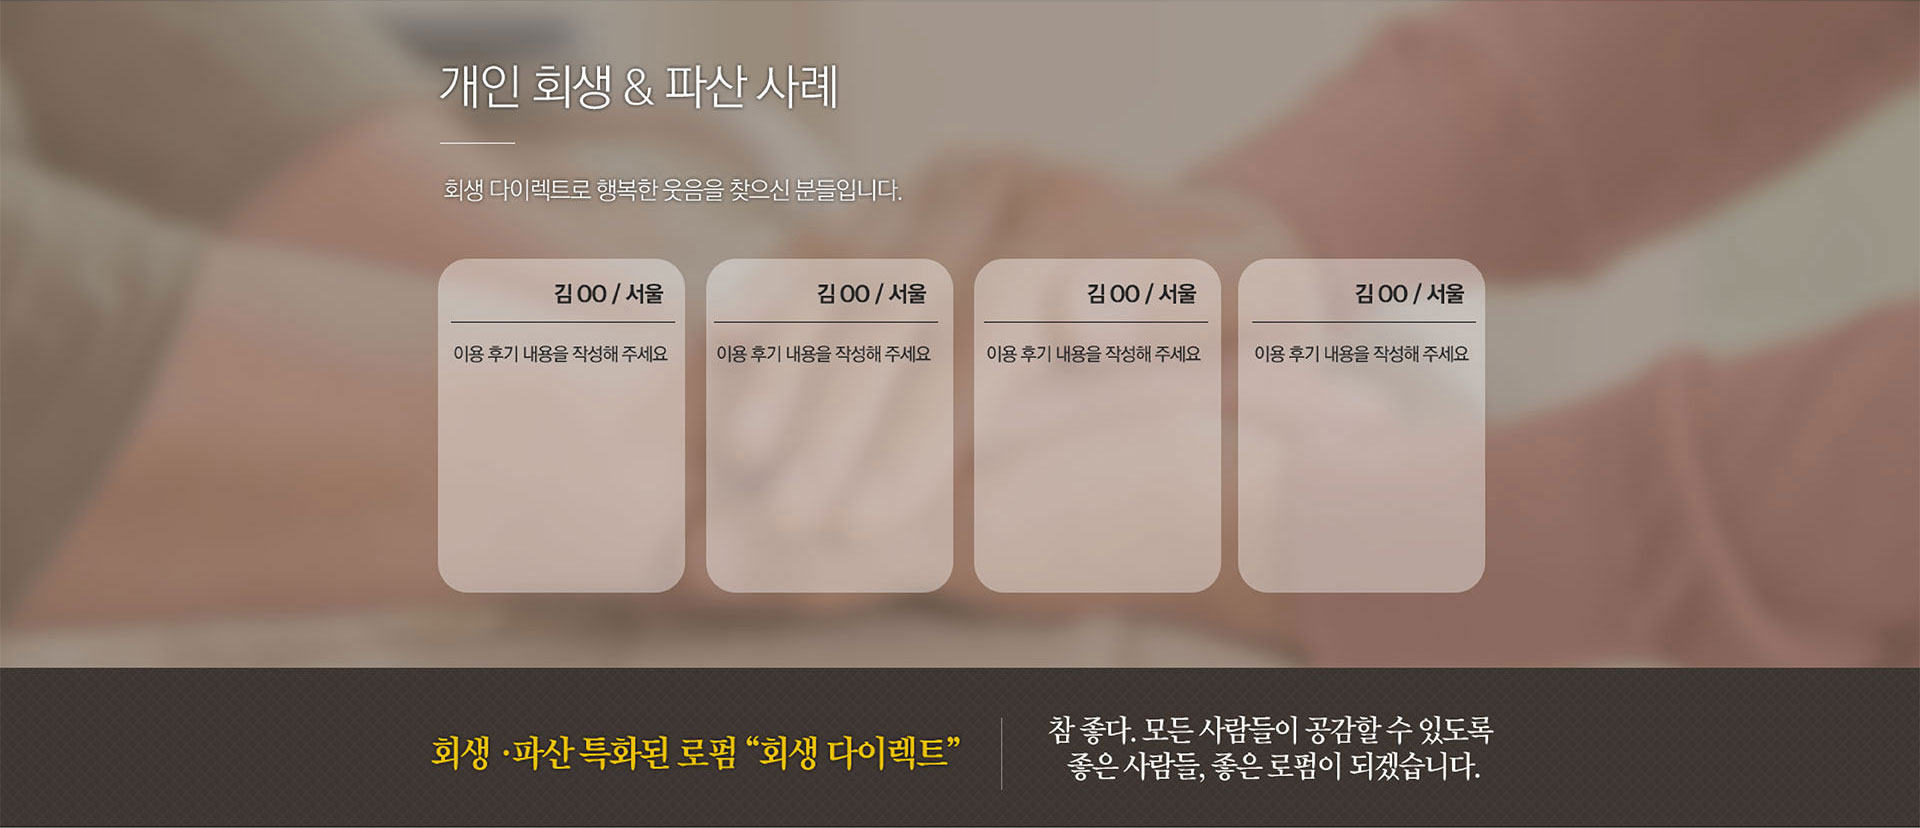 개인 회생 & 파산 사례
회생 다이렉트로 행복한 웃음을 찾으신 분들입니다.
김 OO / 서울
이용 후기 내용을 작성해 주세요
김 OO / 서울
이용 후기 내용을 작성해 주세요
김 OO / 서울
이용 후기 내용을 작성해 주세요
김 OO / 서울
이용 후기 내용을 작성해 주세요
회생 ·파산 특화된 로펌 “회생 다이렉트”
참 좋다. 모든 사람들이 공감할 수 있도록
좋은 사람들, 좋은 로펌이 되겠습니다.